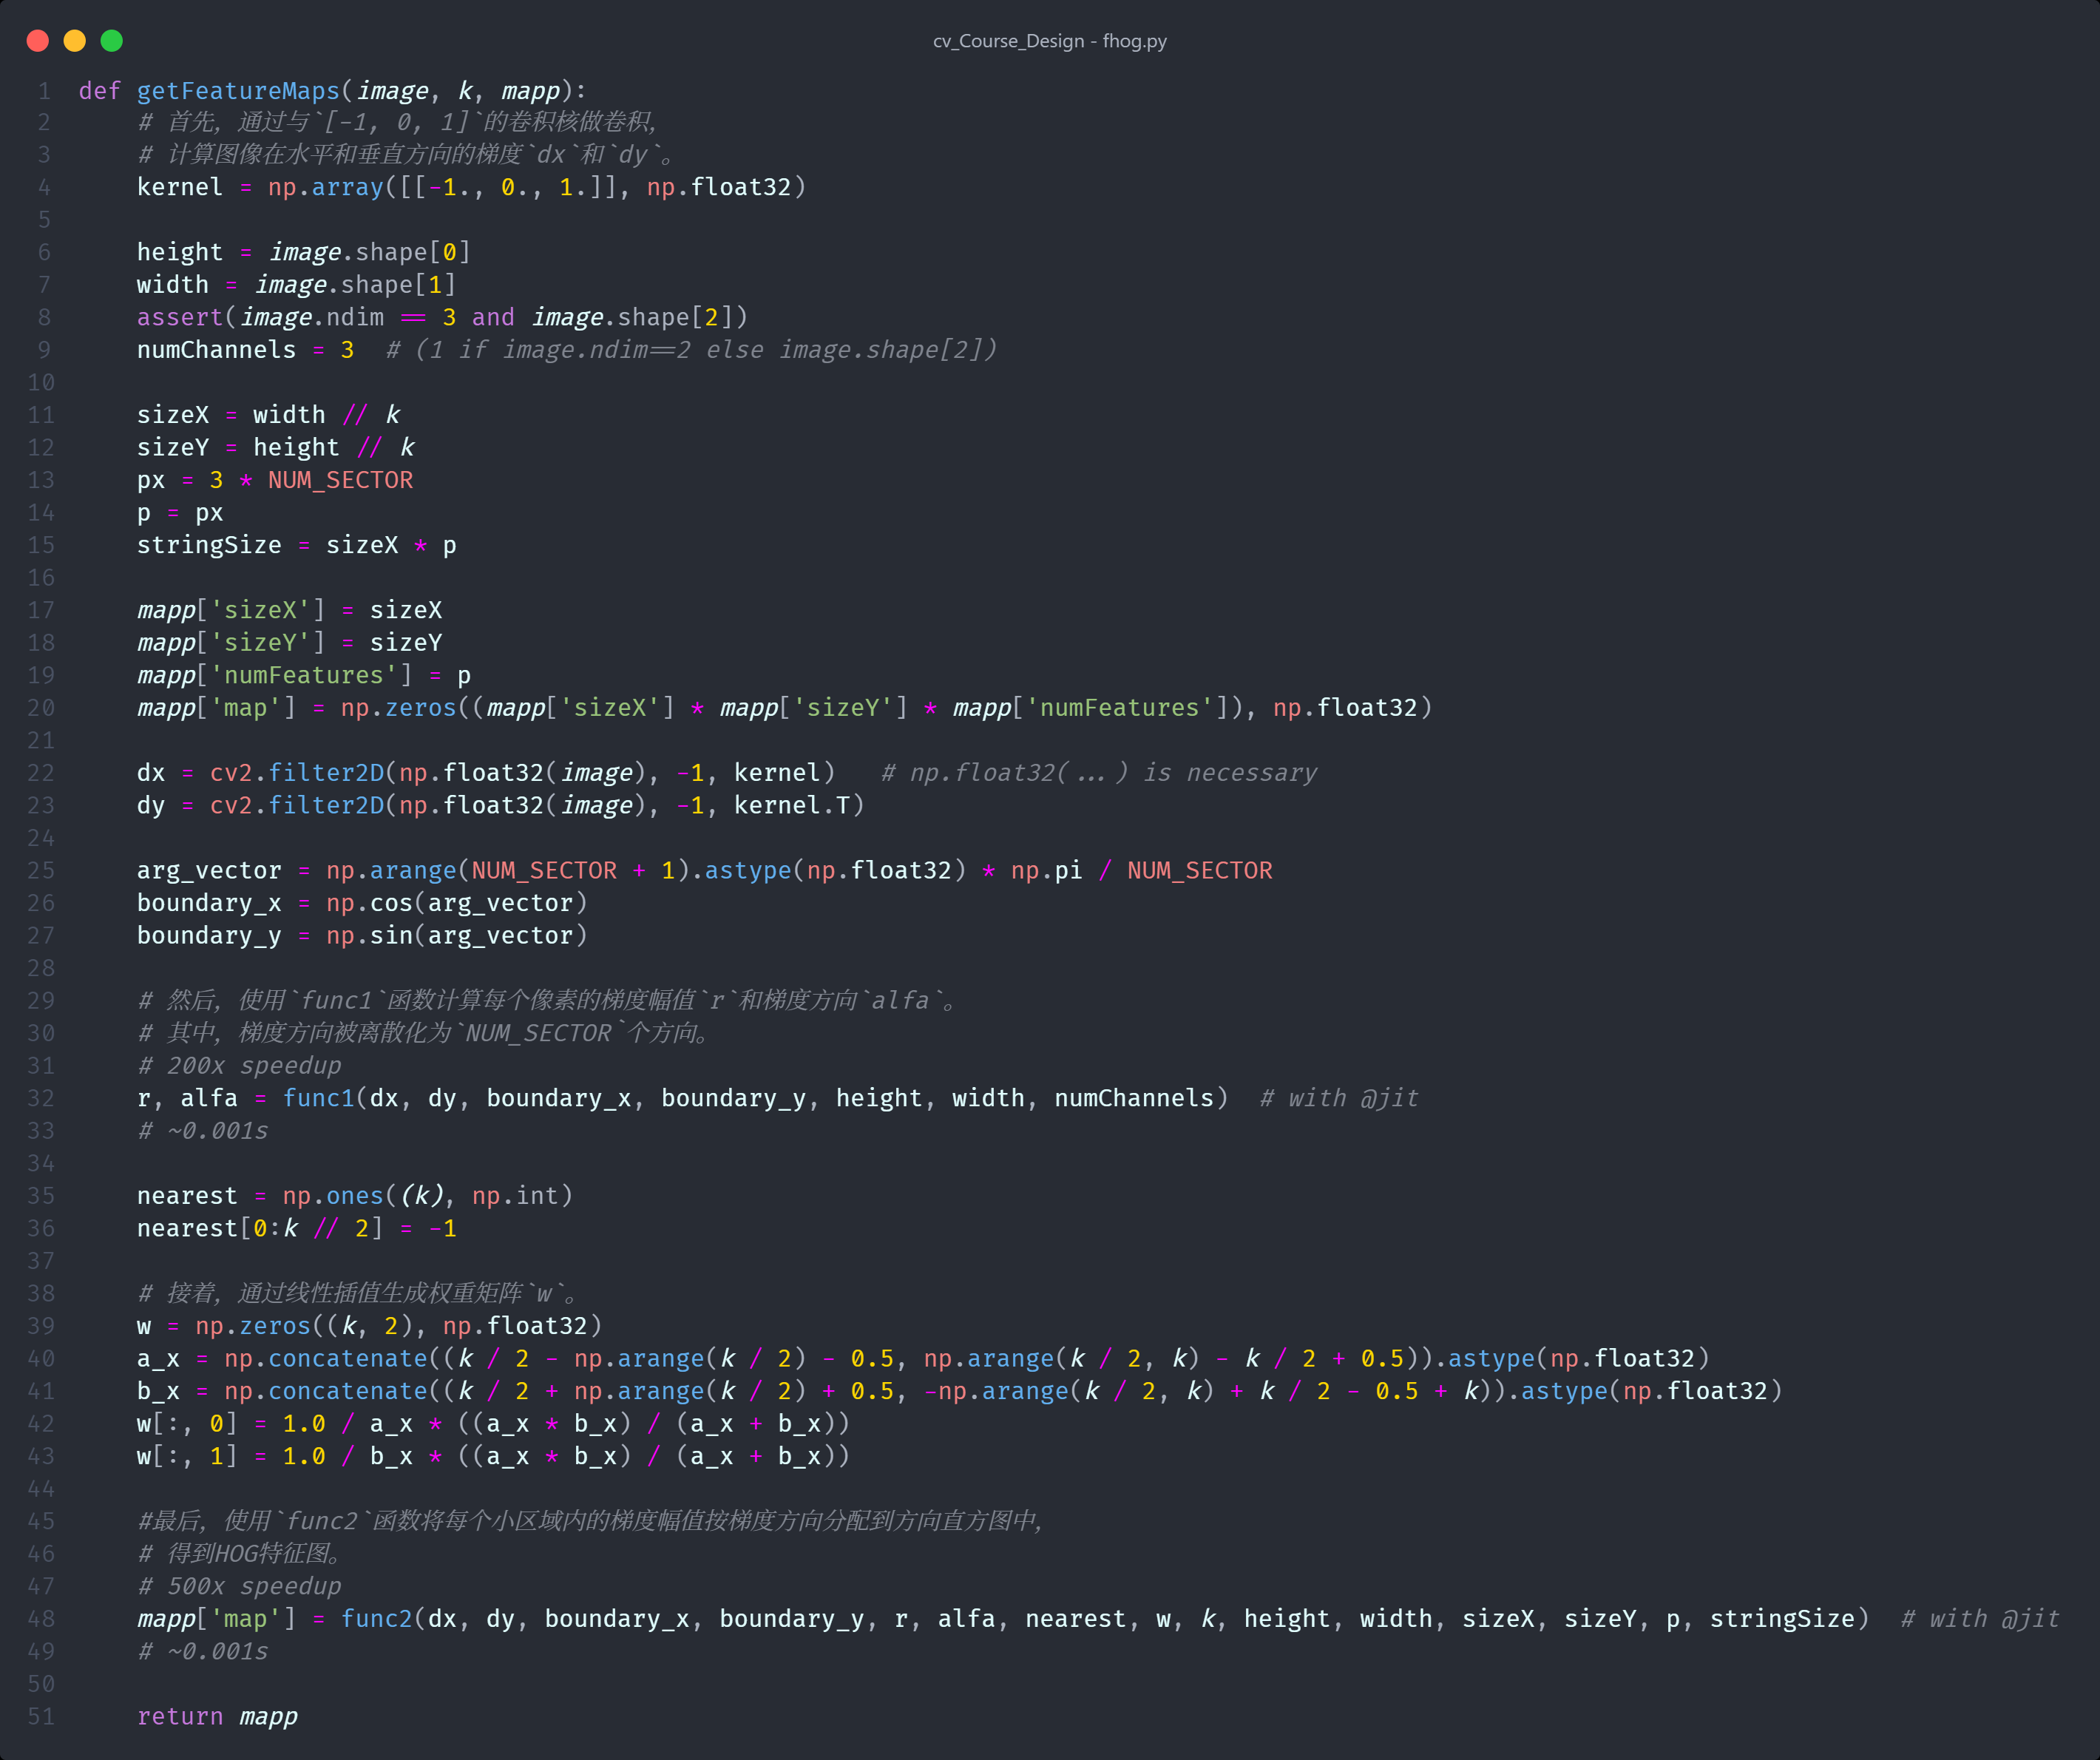 cv_Course_Design - fhog.py
1 def getFeatureMaps(image, k, mapp):
2     # 首先，通过与`[-1, 0, 1]`的卷积核做卷积，
3     # 计算图像在水平和垂直方向的梯度`dx`和`dy`。
4     kernel = np.array([[-1., 0., 1.]], np.float32)
5
6     height = image.shape[0]
7     width = image.shape[1]
8     assert(image.ndim == 3 and image.shape[2])
9     numChannels = 3  # (1 if image.ndim==2 else image.shape[2])
10
11     sizeX = width // k
12     sizeY = height // k
13     px = 3 * NUM_SECTOR
14     p = px
15     stringSize = sizeX * p
16
17     mapp['sizeX'] = sizeX
18     mapp['sizeY'] = sizeY
19     mapp['numFeatures'] = p
20     mapp['map'] = np.zeros((mapp['sizeX'] * mapp['sizeY'] * mapp['numFeatures']), np.float32)
21
22     dx = cv2.filter2D(np.float32(image), -1, kernel)   # np.float32(...) is necessary
23     dy = cv2.filter2D(np.float32(image), -1, kernel.T)
24
25     arg_vector = np.arange(NUM_SECTOR + 1).astype(np.float32) * np.pi / NUM_SECTOR
26     boundary_x = np.cos(arg_vector)
27     boundary_y = np.sin(arg_vector)
28
29     # 然后，使用`func1`函数计算每个像素的梯度幅值`r`和梯度方向`alfa`。
30     # 其中，梯度方向被离散化为`NUM_SECTOR`个方向。
31     # 200x speedup
32     r, alfa = func1(dx, dy, boundary_x, boundary_y, height, width, numChannels)  # with @jit
33     # ~0.001s
34
35     nearest = np.ones((k), np.int)
36     nearest[0:k // 2] = -1
37
38     # 接着，通过线性插值生成权重矩阵`w`。
39     w = np.zeros((k, 2), np.float32)
40     a_x = np.concatenate((k / 2 - np.arange(k / 2) - 0.5, np.arange(k / 2, k) - k / 2 + 0.5)).astype(np.float32)
41     b_x = np.concatenate((k / 2 + np.arange(k / 2) + 0.5, -np.arange(k / 2, k) + k / 2 - 0.5 + k)).astype(np.float32)
42     w[:, 0] = 1.0 / a_x * ((a_x * b_x) / (a_x + b_x))
43     w[:, 1] = 1.0 / b_x * ((a_x * b_x) / (a_x + b_x))
44
45     #最后，使用`func2`函数将每个小区域内的梯度幅值按梯度方向分配到方向直方图中，
46     # 得到HOG特征图。
47     # 500x speedup
48     mapp['map'] = func2(dx, dy, boundary_x, boundary_y, r, alfa, nearest, w, k, height, width, sizeX, sizeY, p, stringSize)  # with @jit
49     # ~0.001s
50
51     return mapp